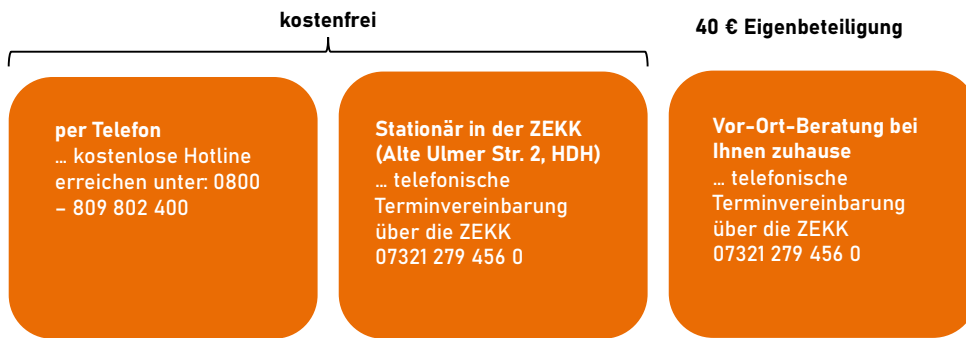 kostenfrei
40 € Eigenbeteiligung
per Telefon
... kostenlose Hotline
erreichen unter: 0800
– 809 802 400
Stationär in der ZEKK
(Alte Ulmer Str. 2, HDH)
... telefonische
Terminvereinbarung
über die ZEKK
07321 279 456 0
Vor-Ort-Beratung bei
Ihnen zuhause
... telefonische
Terminvereinbarung
über die ZEKK
07321 279 456 0